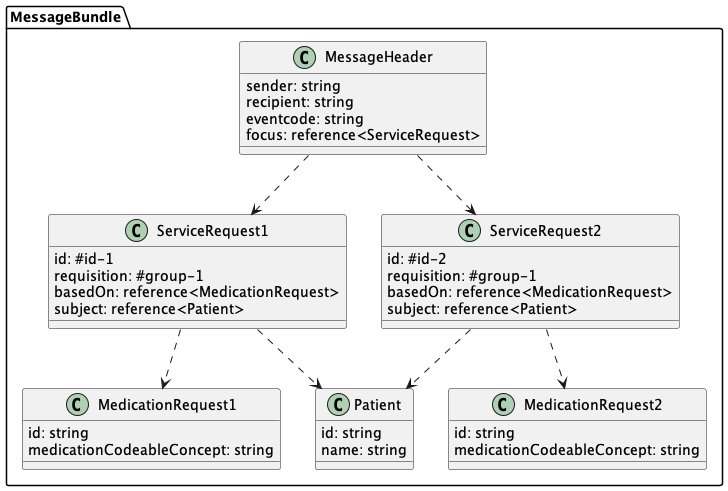 MessageBundle
C MessageHeader
sender: string
recipient: string
eventcode: string
focus: reference<ServiceRequest>
C ServiceRequest1
id: #id-1
requisition: #group-1
basedOn: reference<MedicationRequest>
subject: reference<Patient>
C ServiceRequest2
id: #id-2
requisition: #group-1
basedOn: reference<MedicationRequest>
subject: reference<Patient>
C MedicationRequest1
id: string
medicationCodeableConcept: string
C Patient
id: string
name: string
C MedicationRequest2
id: string
medicationCodeableConcept: string